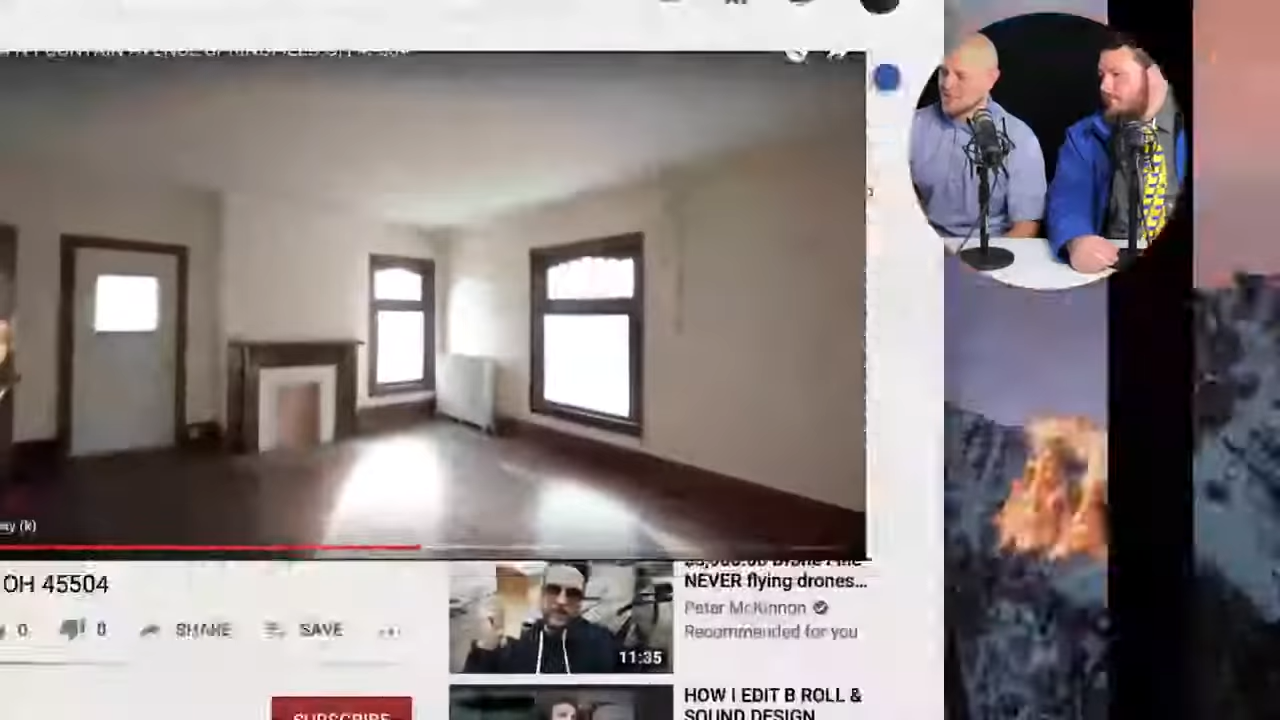 OH 45504
0
0
SHARE
SAVE
SUBSCRIBE
11:35
NEVER flying drones...
Peter McKinnon
Recommended for you
HOW I EDIT B ROLL &
SOUND DESIGN